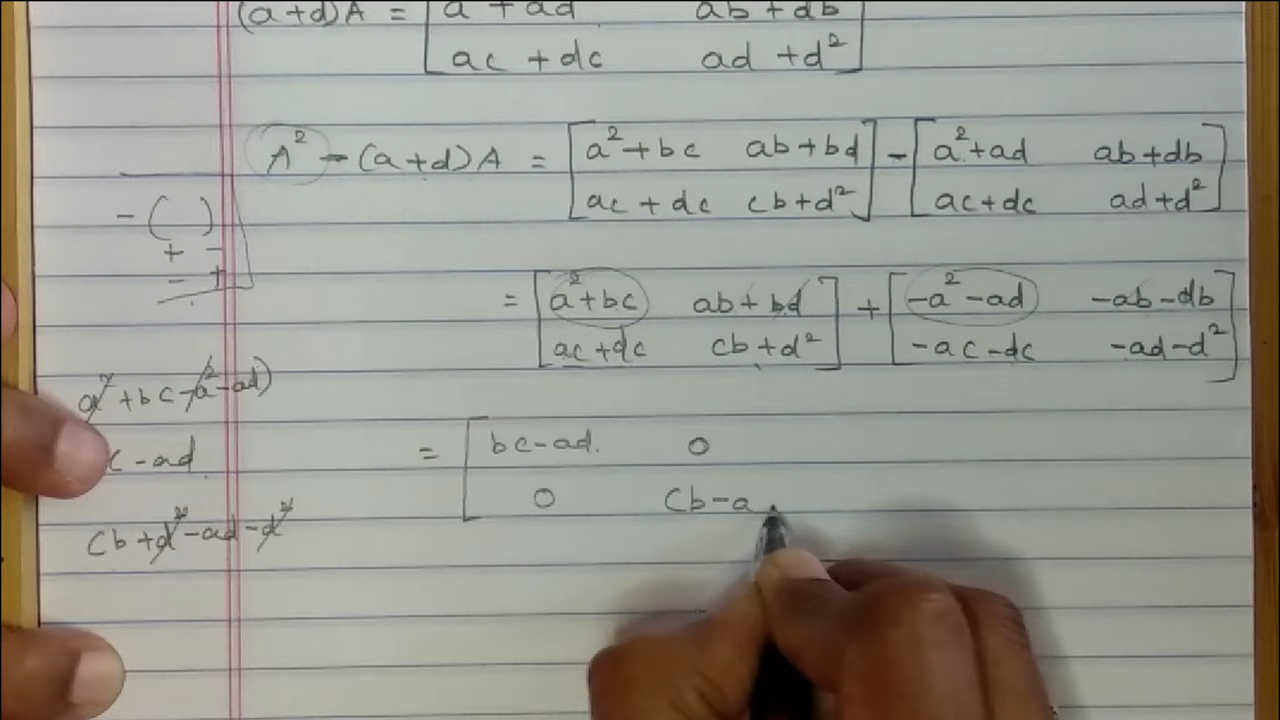 (a+d)A = [a + ad ab+db
ac + dc ad + d²]
A² - (a+d)A = [a²+bc ab+bd
ac + dc cb+d²] - [a²+ad ab+db
ac+dc ad+d²]
- ( )
+ -
- +
= [a²+bc ab+bd
ac+dc cb+d²] + [-a²-ad -ab-db
-ac-dc -ad-d²]
a²+bc-a²-ad)
c-ad
= [bc-ad. 0
0 cb-a
cb+d²-ad-d²